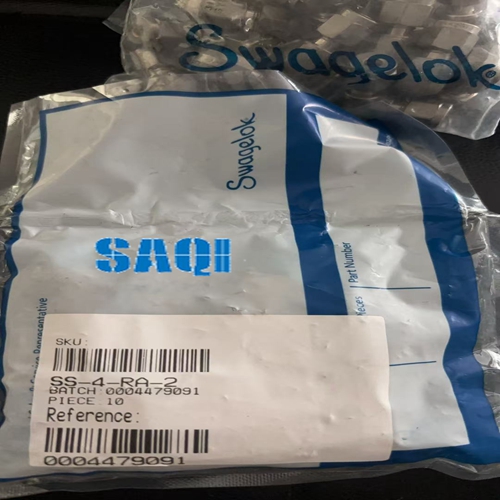 Swagelok
Swagelok
SAQI
Part Number
SKU:
SS-4-RA-2
BATCH:0004479091
PIECE:10
Reference:
0004479091